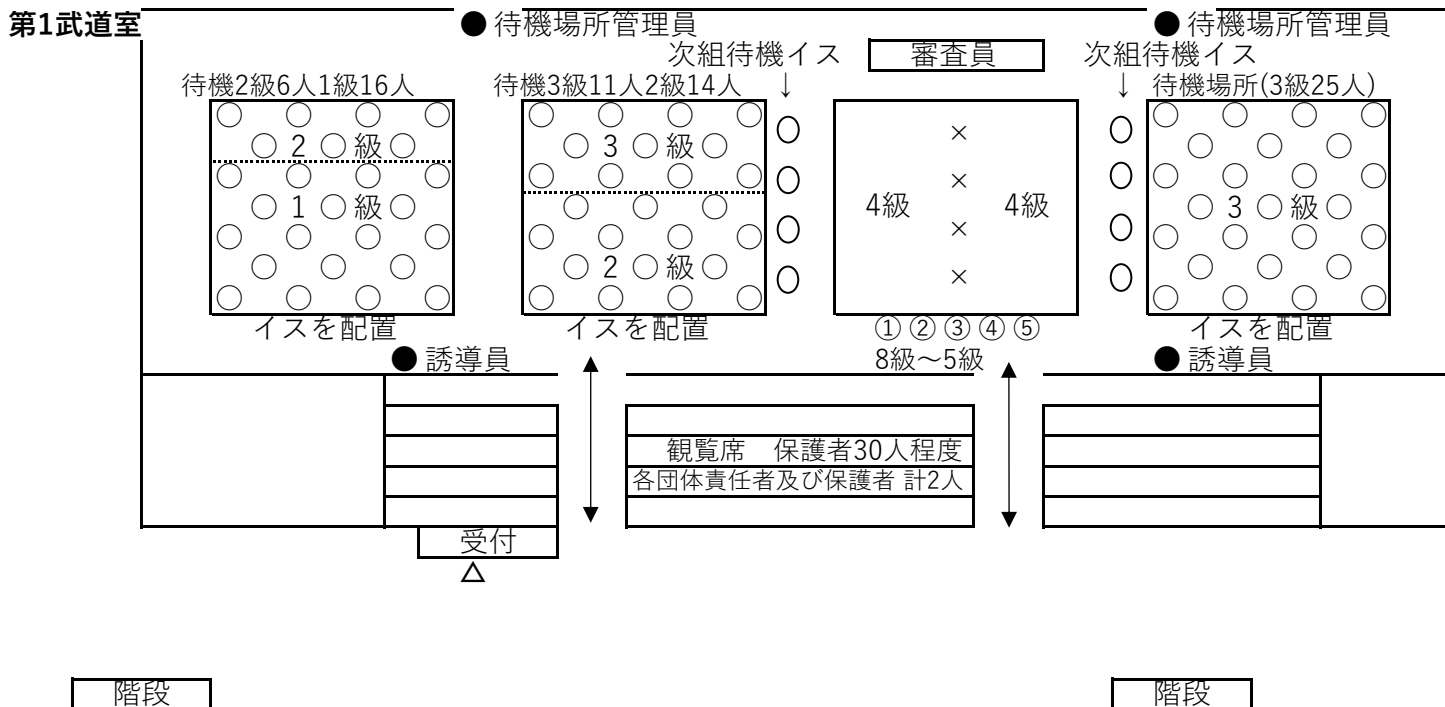 第1武道室
● 待機場所管理員
● 待機場所管理員
次組待機イス
審査員
次組待機イス
待機2級6人1級16人
待機3級11人2級14人
↓
↓
待機場所(3級25人)
2 級
1 級
3 級
2 級
4級
4級
3 級
イスを配置
イスを配置
① ② ③ ④ ⑤
イスを配置
● 誘導員
8級～5級
● 誘導員
観覧席 保護者30人程度
各団体責任者及び保護者 計2人
受付
△
階段
階段